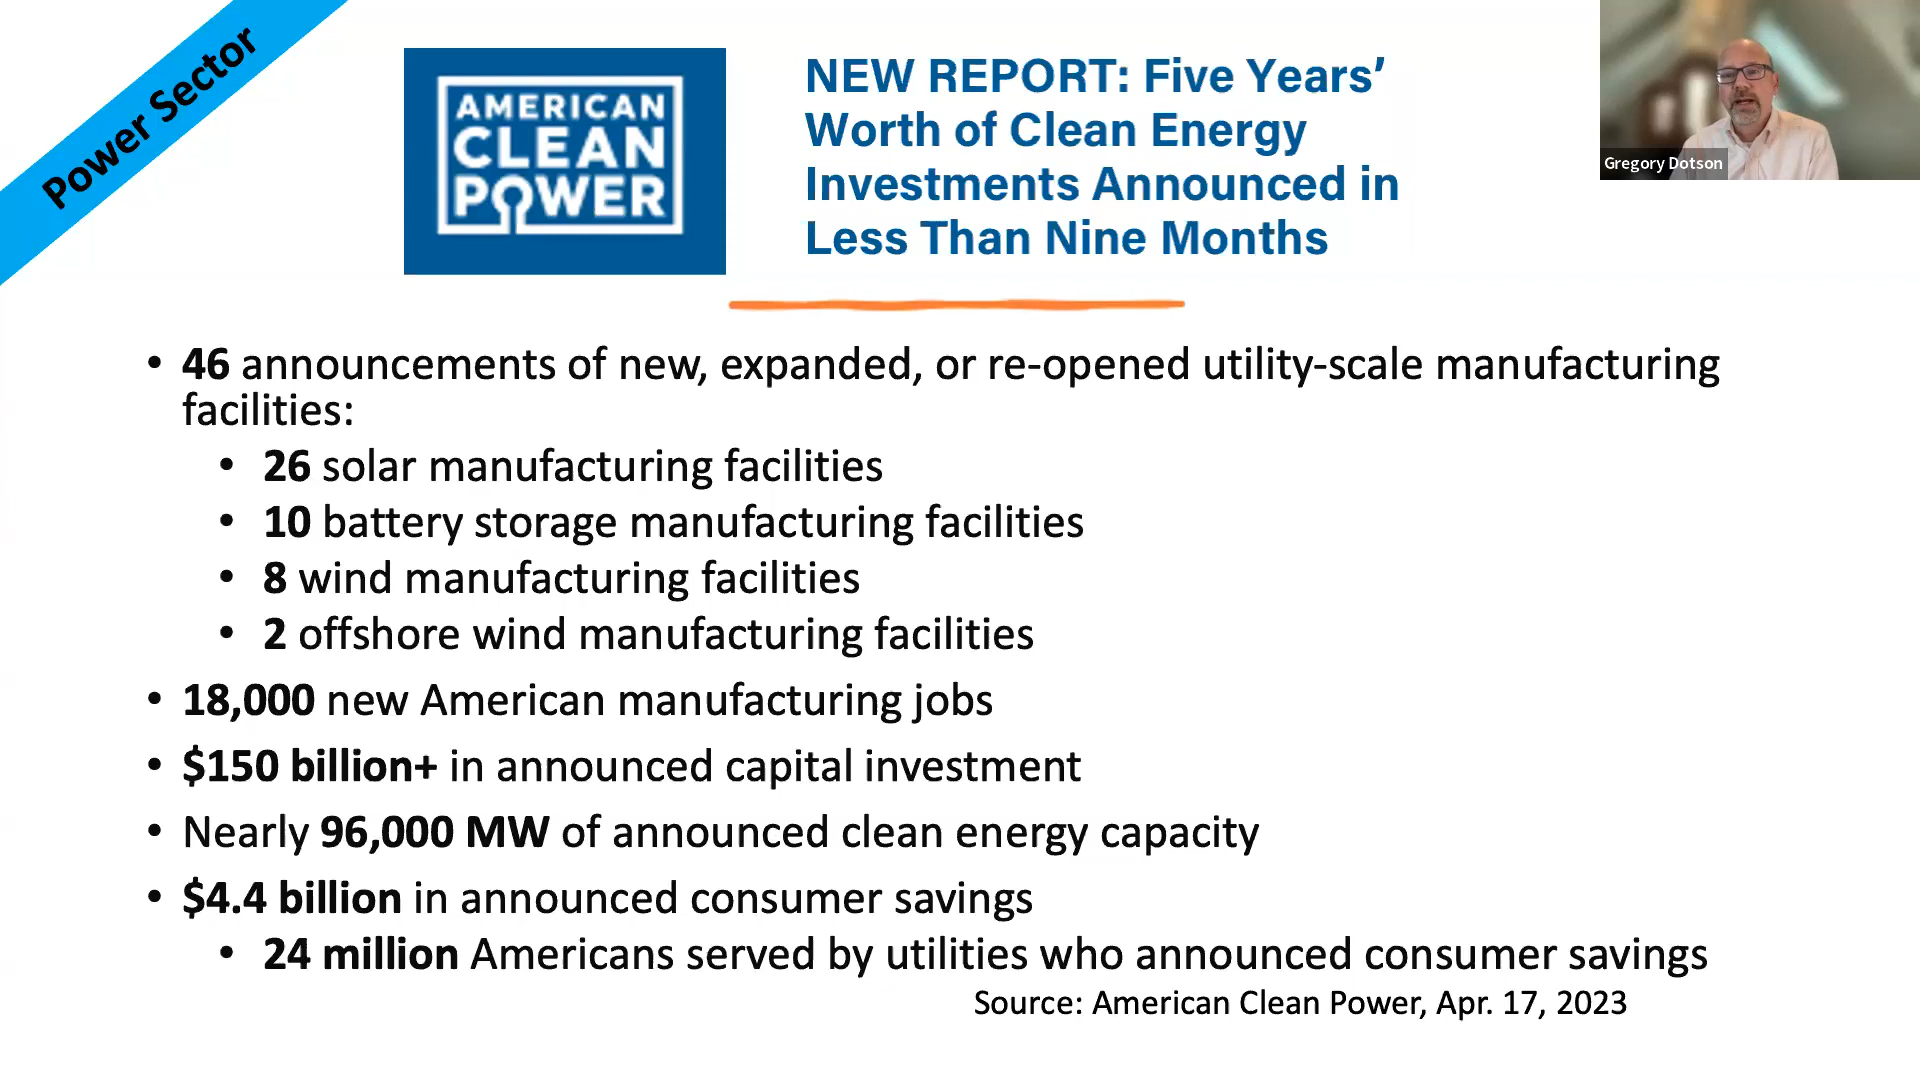 Power Sector
AMERICAN
CLEAN
POWER
NEW REPORT: Five Years’
Worth of Clean Energy
Investments Announced in
Less Than Nine Months
Gregory Dotson
• 46 announcements of new, expanded, or re-opened utility-scale manufacturing
facilities:
• 26 solar manufacturing facilities
• 10 battery storage manufacturing facilities
• 8 wind manufacturing facilities
• 2 offshore wind manufacturing facilities
• 18,000 new American manufacturing jobs
• $150 billion+ in announced capital investment
• Nearly 96,000 MW of announced clean energy capacity
• $4.4 billion in announced consumer savings
• 24 million Americans served by utilities who announced consumer savings
Source: American Clean Power, Apr. 17, 2023